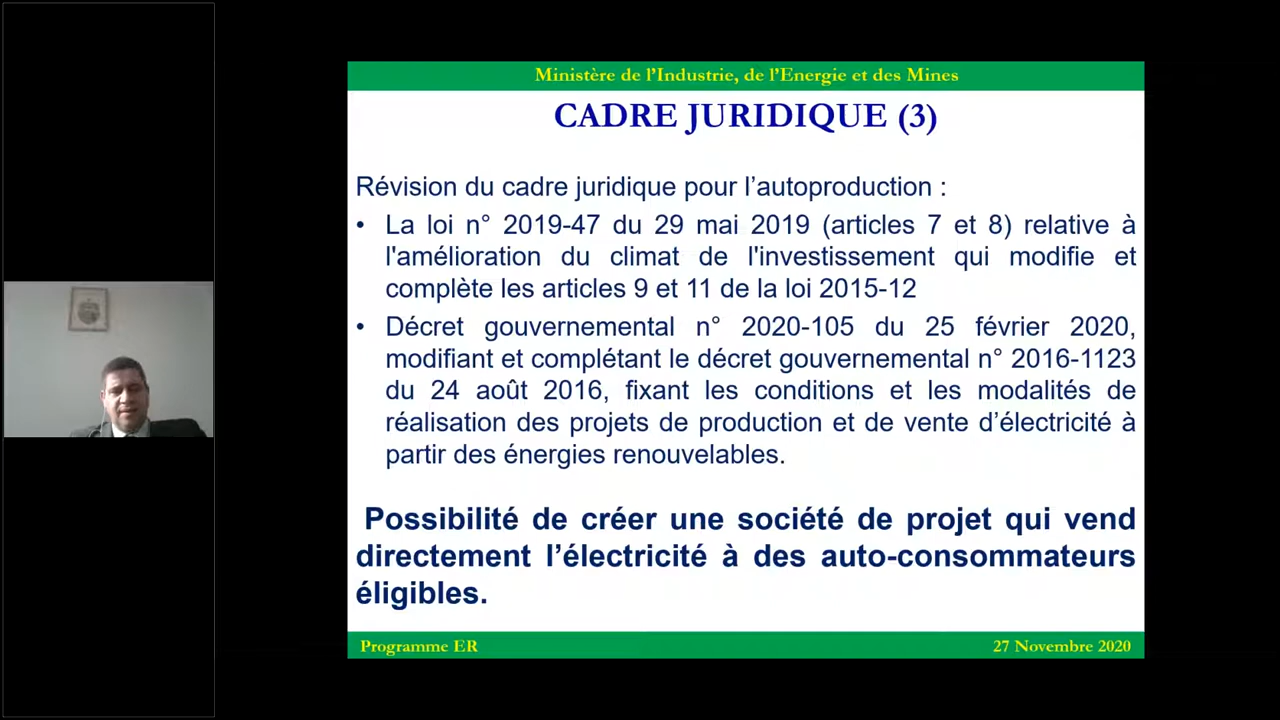 Ministère de l'Industrie, de l'Energie et des Mines
CADRE JURIDIQUE (3)
Révision du cadre juridique pour l'autoproduction :
• La loi n° 2019-47 du 29 mai 2019 (articles 7 et 8) relative à
l'amélioration du climat de l'investissement qui modifie et
complète les articles 9 et 11 de la loi 2015-12
• Décret gouvernemental n° 2020-105 du 25 février 2020,
modifiant et complétant le décret gouvernemental n° 2016-1123
du 24 août 2016, fixant les conditions et les modalités de
réalisation des projets de production et de vente d'électricité à
partir des énergies renouvelables.
Possibilité de créer une société de projet qui vend
directement l'électricité à des auto-consommateurs
éligibles.
Programme ER
27 Novembre 2020